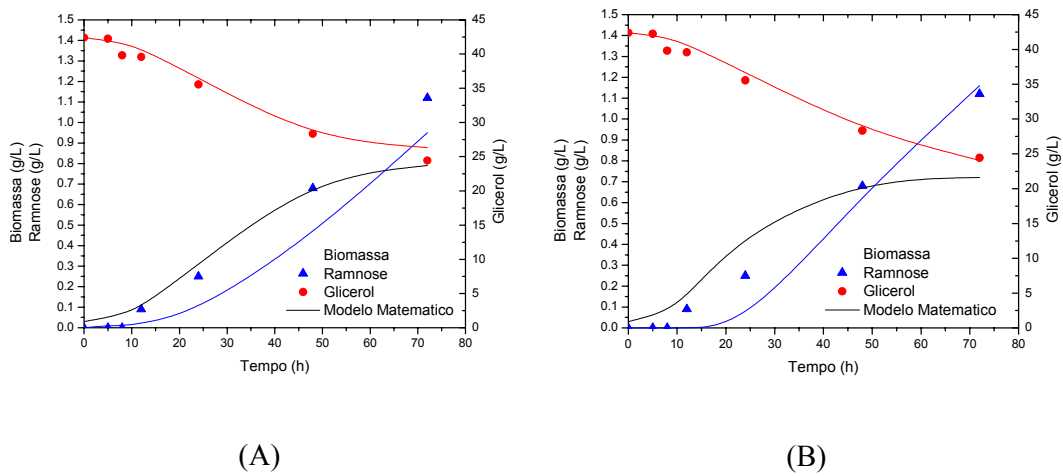 1.5
1.4
1.3
1.2
1.1
1.0
0.9
0.8
0.7
0.6
0.5
0.4
0.3
0.2
0.1
0.0
Biomassa (g/L)
Ramnose (g/L)
45
40
35
30
25
20
15
10
5
0
Glicerol (g/L)
Biomassa
Ramnose
Glicerol
Modelo Matematico
0 10 20 30 40 50 60 70 80
Tempo (h)
(A)
1.5
1.4
1.3
1.2
1.1
1.0
0.9
0.8
0.7
0.6
0.5
0.4
0.3
0.2
0.1
0.0
Biomassa (g/L)
Ramnose (g/L)
45
40
35
30
25
20
15
10
5
0
Glicerol (g/L)
Biomassa
Ramnose
Glicerol
Modelo Matematico
0 10 20 30 40 50 60 70 80
Tempo (h)
(B)